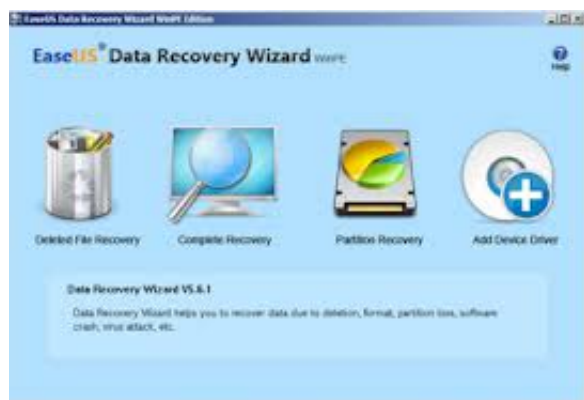 EaseUS Data Recovery Wizard WinPE Edition
EaseUS® Data Recovery Wizard WinPE
Help
Deleted File Recovery
Complete Recovery
Partition Recovery
Add Device Driver
Data Recovery Wizard V5.6.1
Data Recovery Wizard helps you to recover data due to deletion, format, partition loss, software
crash, virus attack, etc.